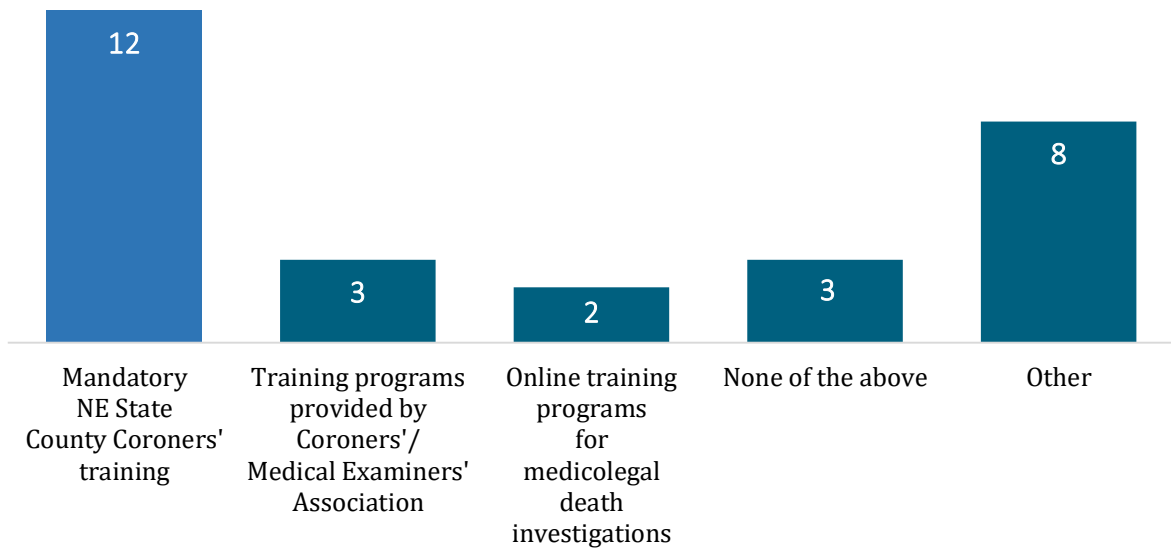 12
3
2
3
8
Mandatory
NE State
County Coroners'
training
Training programs
provided by
Coroners'/
Medical Examiners'
Association
Online training
programs
for
medicolegal
death
investigations
None of the above
Other